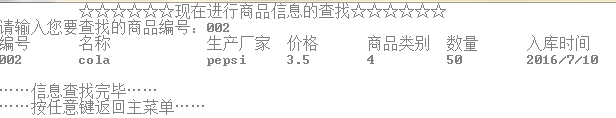 ☆☆☆☆☆☆现在进行商品信息的查找☆☆☆☆☆☆
请输入您要查找的商品编号：002
编号 名称 生产厂家 价格 商品类别 数量 入库时间
002 cola pepsi 3.5 4 50 2016/7/10
……信息查找完毕……
……按任意键返回主菜单……